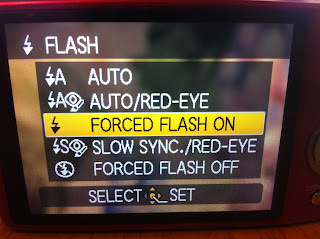 FLASH
⚡A AUTO
⚡A AUTO/RED-EYE
⚡ FORCED FLASH ON
⚡S SLOW SYNC./RED-EYE
FORCED FLASH OFF
SELECT SET